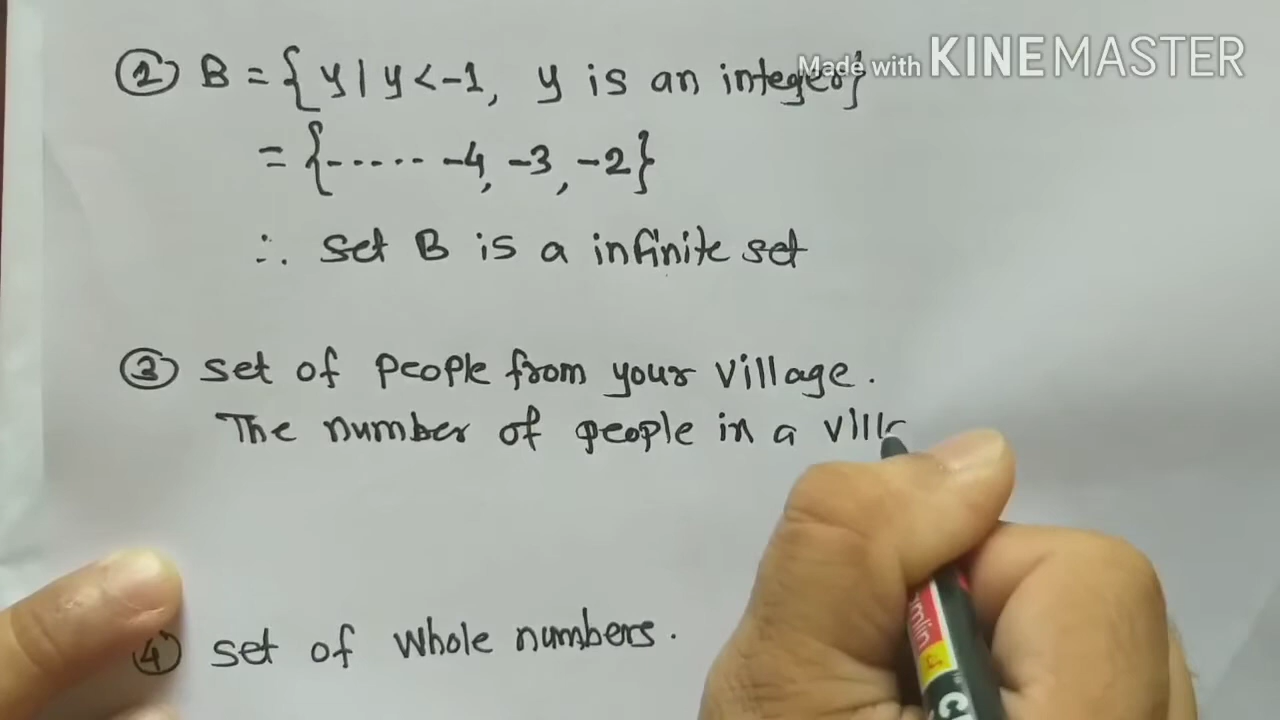 ② B = { y | y < -1, y is an integer}
= {------ -4, -3, -2}
∴ Set B is a infinite set
③ Set of People from your village.
The number of people in a villa
④ Set of Whole numbers.
Made with KINEMASTER